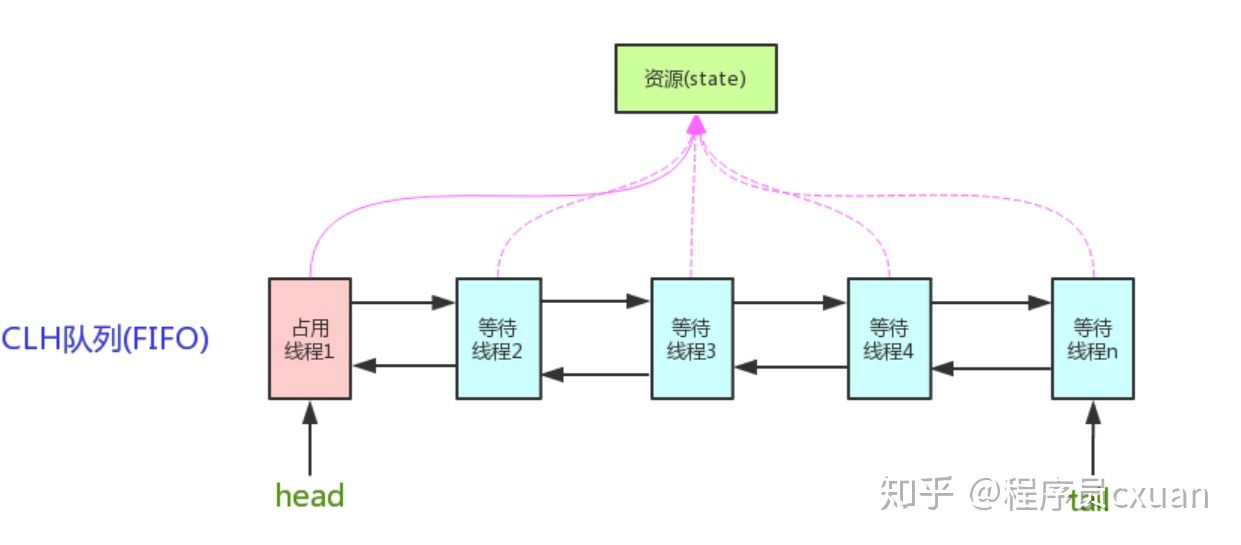 资源(state)
CLH队列(FIFO)
占用
线程1
等待
线程2
等待
线程3
等待
线程4
等待
线程n
head
tail
知乎 @程序员cxuan